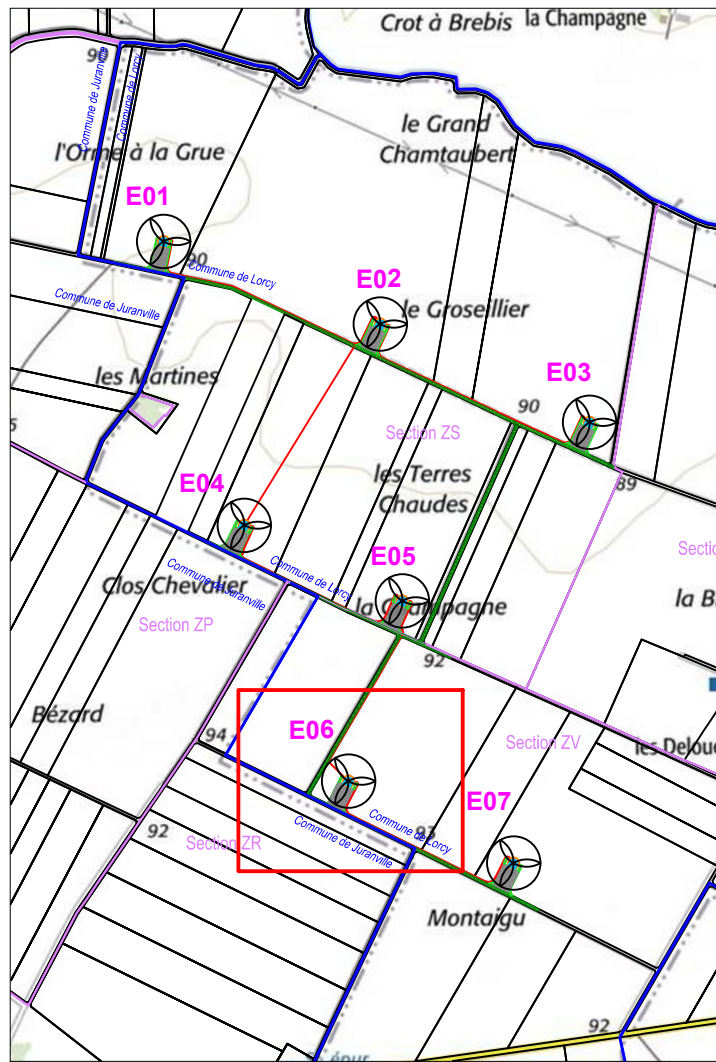 Crot à Brebis
la Champagne
90
Commune de Juranville
Commune de Lorcy
le Grand
Chamtaubert
l'Orme à la Grue
E01
90
Commune de Lorcy
E02
Commune de Juranville
le Groseillier
E03
les Martines
90
Section ZS
les Terres
Chaudes
89
E04
Section
E05
Commune de Juranville
Commune de Lorcy
Clos Chevalier
la Champagne
la B
Section ZP
92
Bézard
94
E06
Section ZV
les Deloue
92
Section ZR
Commune de Juranville
Commune de Lorcy
93
E07
Montaigu
92